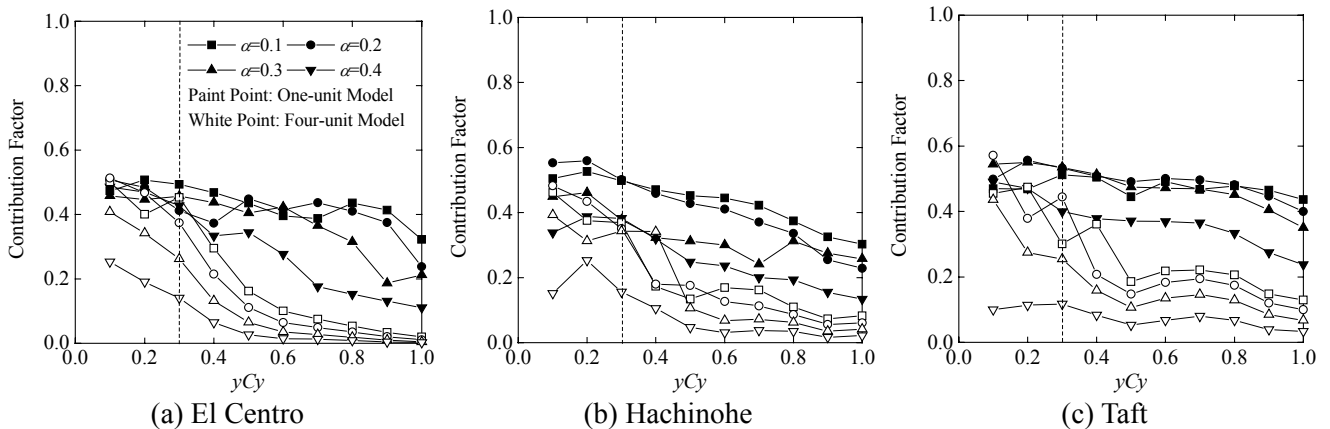 1.0
0.8
0.6
0.4
0.2
0.0
Contribution Factor
α=0.1 α=0.2
α=0.3 α=0.4
Paint Point: One-unit Model
White Point: Four-unit Model
0.0 0.2 0.4 0.6 0.8 1.0
yCy
(a) El Centro
1.0
0.8
0.6
0.4
0.2
0.0
Contribution Factor
0.0 0.2 0.4 0.6 0.8 1.0
yCy
(b) Hachinohe
1.0
0.8
0.6
0.4
0.2
0.0
Contribution Factor
0.0 0.2 0.4 0.6 0.8 1.0
yCy
(c) Taft